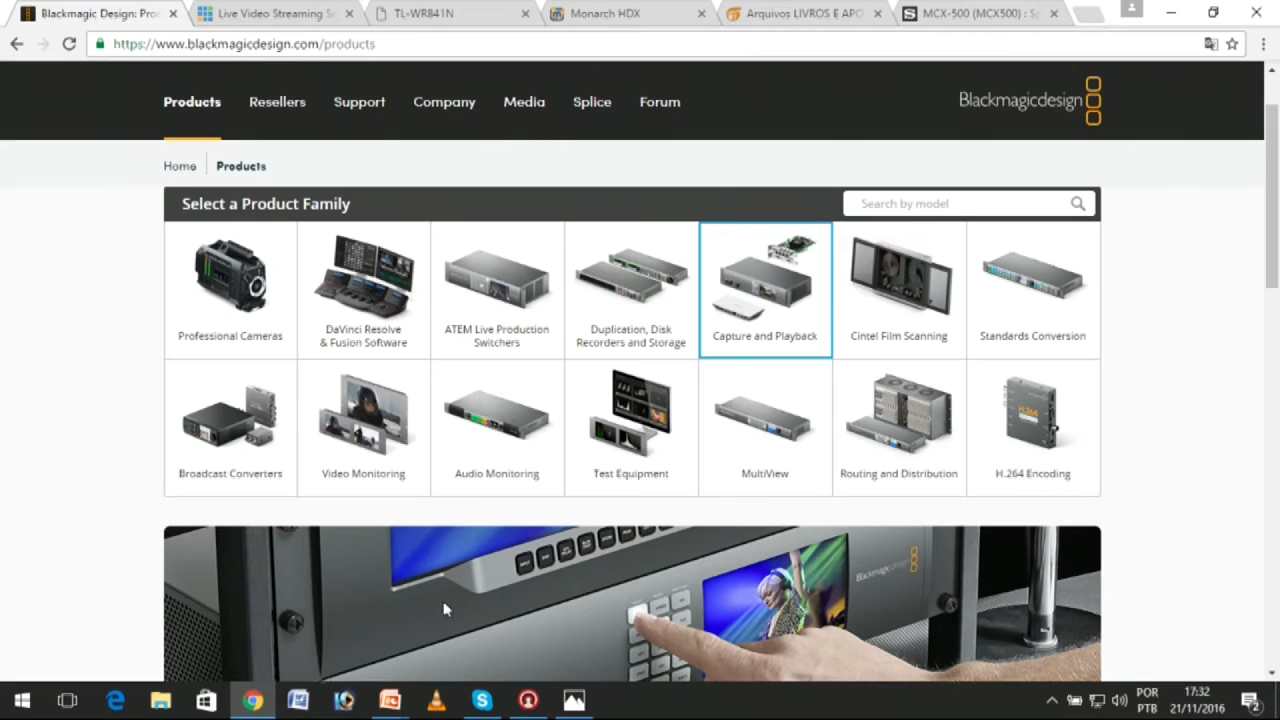 Blackmagic Design: Pro
Live Video Streaming S
TL-WR841N
Monarch HDX
Arquivos LIVROS E APO
MCX-500 (MCX500) : S
https://www.blackmagicdesign.com/products
Products
Resellers
Support
Company
Media
Splice
Forum
Blackmagicdesign
Home
Products
Select a Product Family
Search by model
Professional Cameras
DaVinci Resolve
& Fusion Software
ATEM Live Production
Switchers
Duplication, Disk
Recorders and Storage
Capture and Playback
Cintel Film Scanning
Standards Conversion
Broadcast Converters
Video Monitoring
Audio Monitoring
Test Equipment
MultiView
Routing and Distribution
H.264
H.264 Encoding
Blackmagicdesign
POR
PTB
17:32
21/11/2016
2